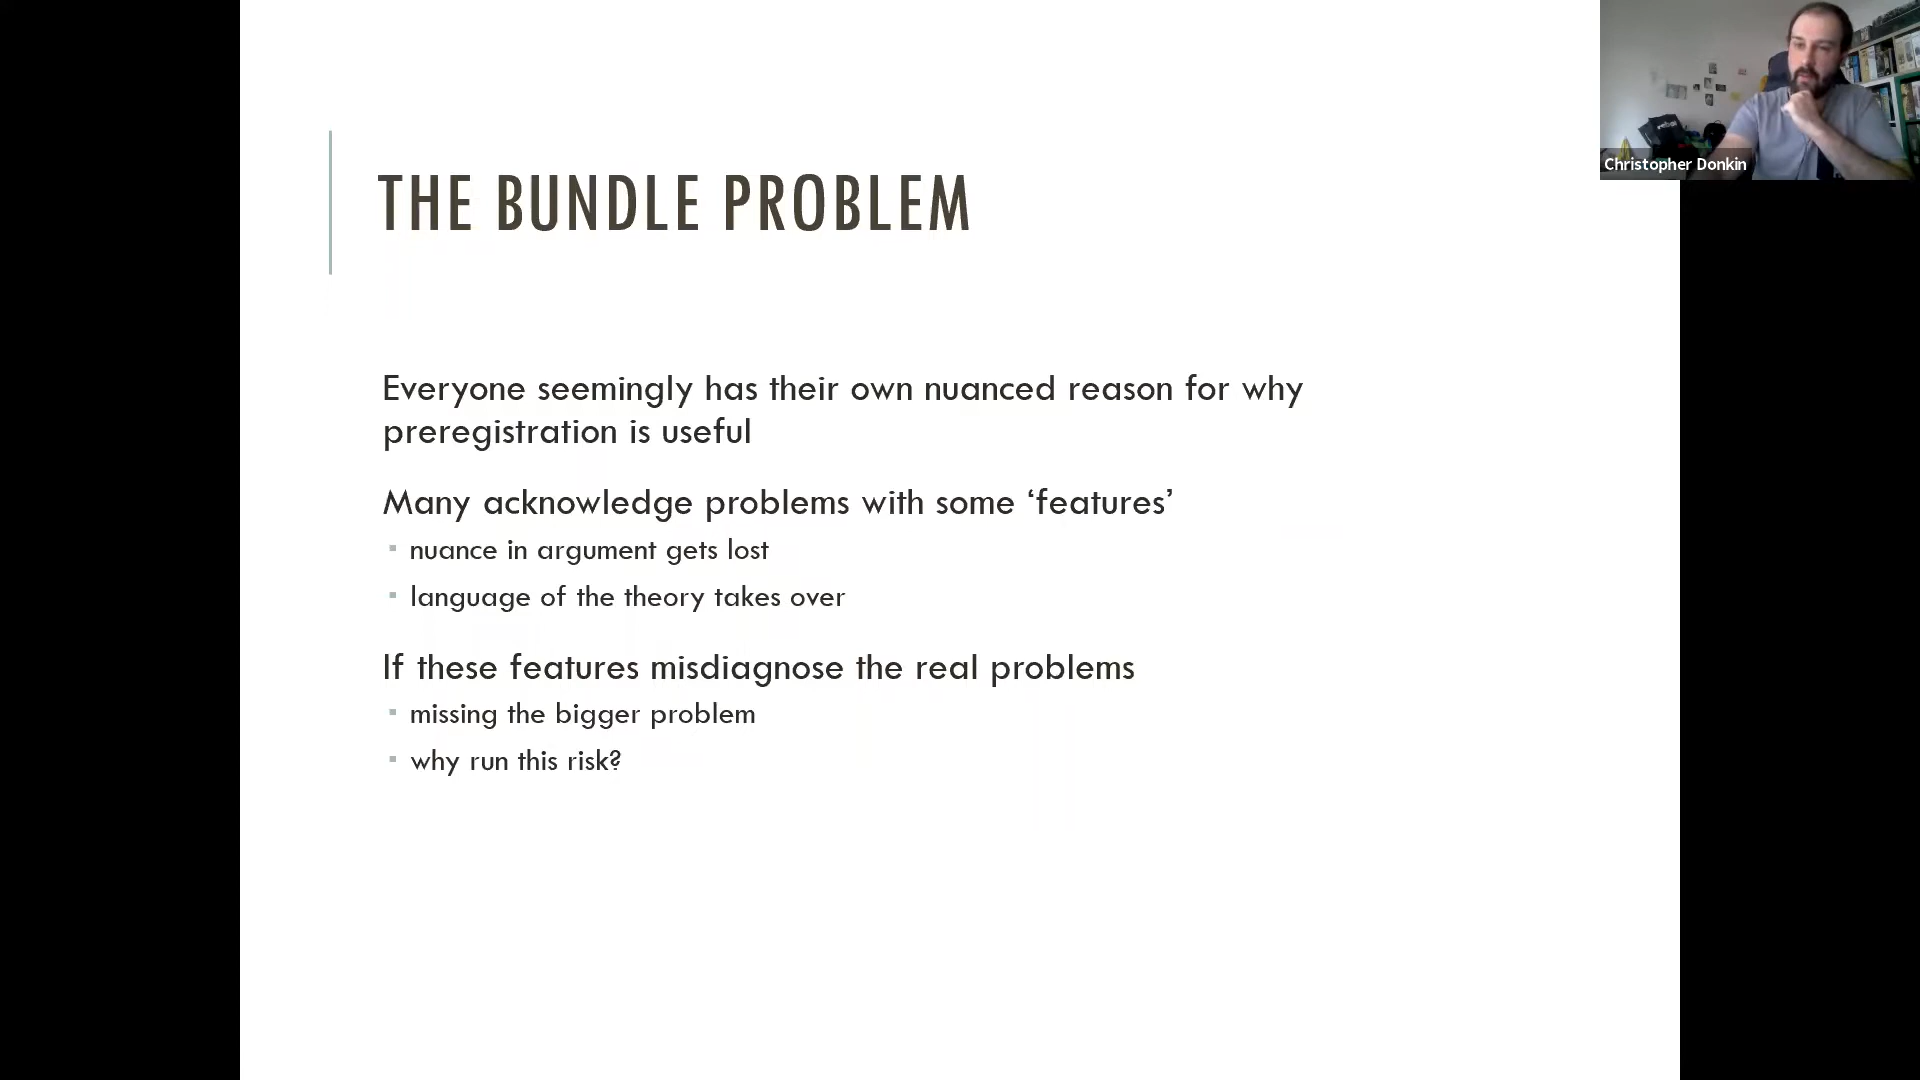 THE BUNDLE PROBLEM
Everyone seemingly has their own nuanced reason for why
preregistration is useful
Many acknowledge problems with some ‘features’
▪ nuance in argument gets lost
▪ language of the theory takes over
If these features misdiagnose the real problems
▪ missing the bigger problem
▪ why run this risk?
Christopher Donkin